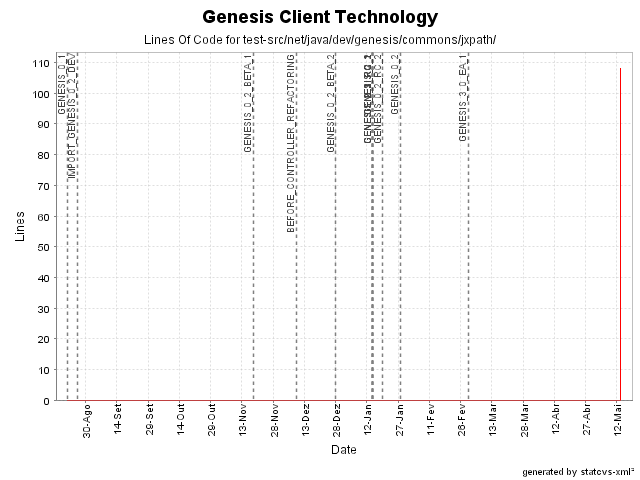 Genesis Client Technology
Lines Of Code for test-src/net/java/dev/genesis/commons/jxpath/
GENESIS_0_1
IMPORT_GENESIS_0_2_DEV
GENESIS_0_2_BETA_1
BEFORE_CONTROLLER_REFACTORING
GENESIS_0_2_BETA_2
GENESIS_0_2_RC_2
GENESIS_0_2
GENESIS_3_0_EA_1
Lines
110
100
90
80
70
60
50
40
30
20
10
0
30-Ago
14-Set
29-Set
14-Out
29-Out
13-Nov
28-Nov
13-Dez
28-Dez
12-Jan
27-Jan
11-Fev
26-Fev
13-Mar
28-Mar
12-Abr
27-Abr
12-Mai
Date
generated by statcvs-xml²